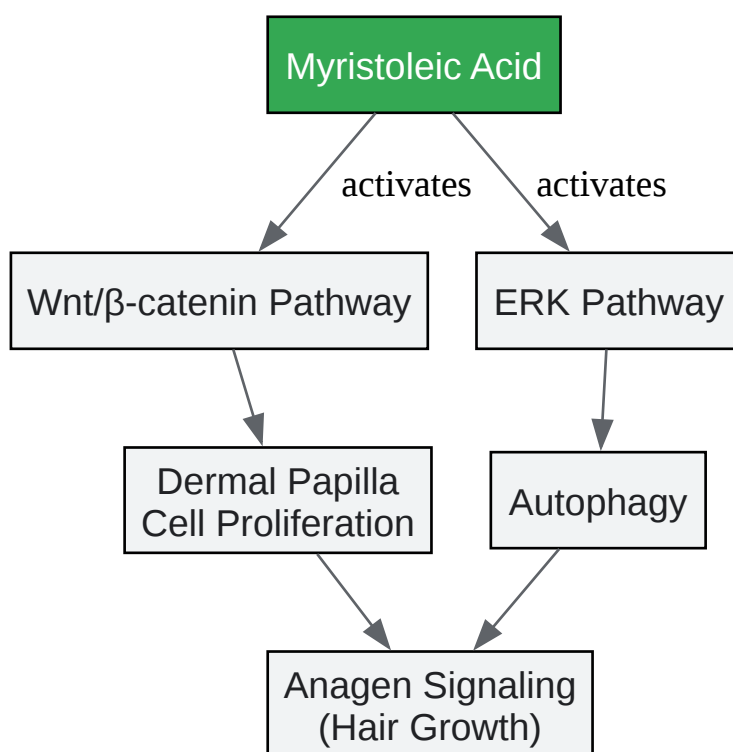 Myristoleic Acid
activates
activates
Wnt/β-catenin Pathway
ERK Pathway
Dermal Papilla
Cell Proliferation
Autophagy
Anagen Signaling
(Hair Growth)